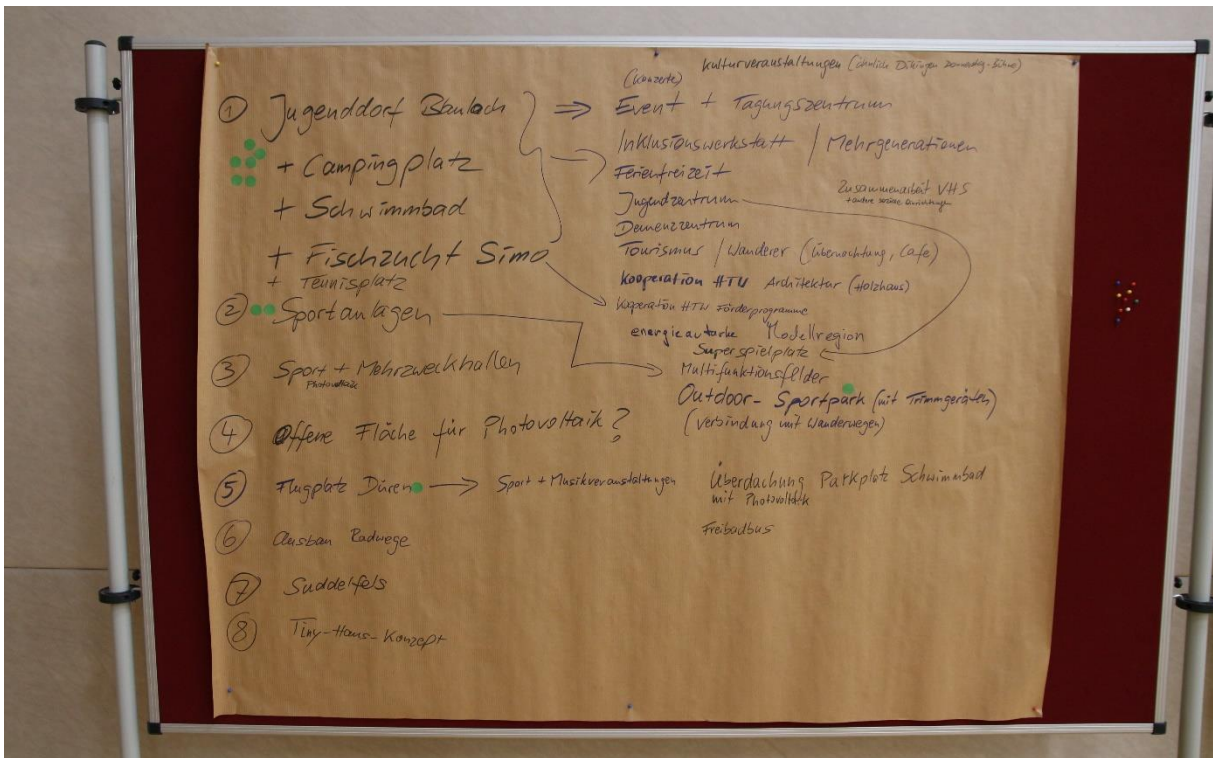 ① Jugenddorf
+ Campingplatz
+ Schwimmbad
+ Fischzucht Simo
+ Tennisplatz
② Sportanlagen
③ Sport + Mehrzweckhallen
Photovoltaik
④ Offene Fläche für Photovoltaik?
⑤ Flugplatz Düren → Sport + Musikveranstaltungen
⑥ Ausbau Radwege
⑦ Suddelfels
⑧ Tiny-Haus-Konzept
Kulturveranstaltungen
(Konzerte)
⇒ Event + Tagungszentrum
Inklusionswerkstatt / Mehrgenerationen
Ferienfreizeit
Jugendzentrum
Zusammenarbeit VHS
Demenzzentrum
Tourismus / Wanderer (Übernachtung, Cafe)
Kooperation HTW Architektur (Holzhaus)
Kooperation HTW Förderprogramme
energieautarke Modellregion
Superspielplatz
Multifunktionsfelder
Outdoor-Sportpark (mit Trimmgeräten)
(Verbindung mit Wanderwegen)
Überdachung Parkplatz Schwimmbad
mit Photovoltaik
Freibadbus